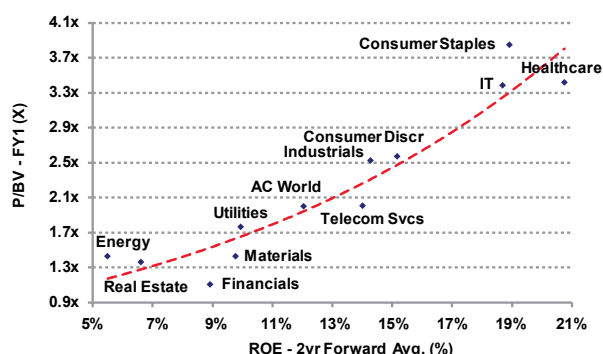 4.1x
3.7x
3.3x
2.9x
2.5x
2.1x
1.7x
1.3x
0.9x
P/BV - FY1 (X)
Consumer Staples
Healthcare
IT
Consumer Discr
Industrials
AC World
Utilities
Telecom Svcs
Energy
Materials
Real Estate
Financials
5% 7% 9% 11% 13% 15% 17% 19% 21%
ROE - 2yr Forward Avg. (%)